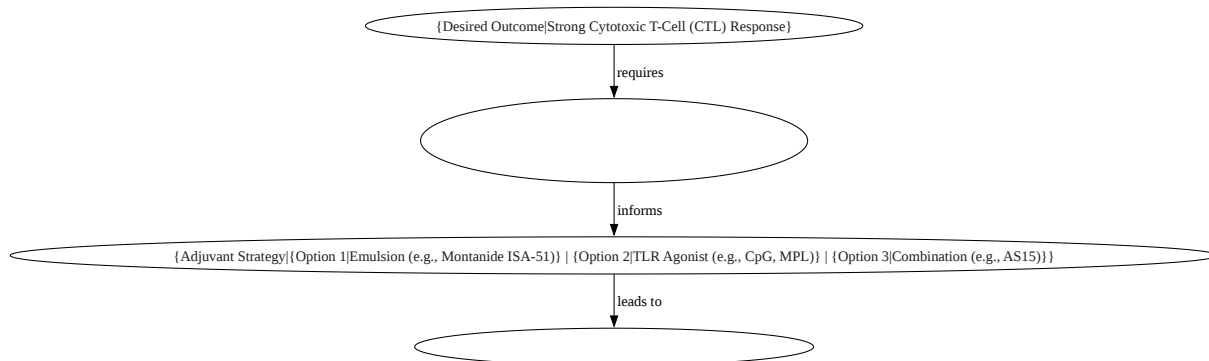 {Desired Outcome|Strong Cytotoxic T-Cell (CTL) Response}
requires
informs
{Adjuvant Strategy|{Option 1|Emulsion (e.g., Montanide ISA-51)} | {Option 2|TLR Agonist (e.g., CpG, MPL)} | {Option 3|Combination (e.g., AS15)}}
leads to